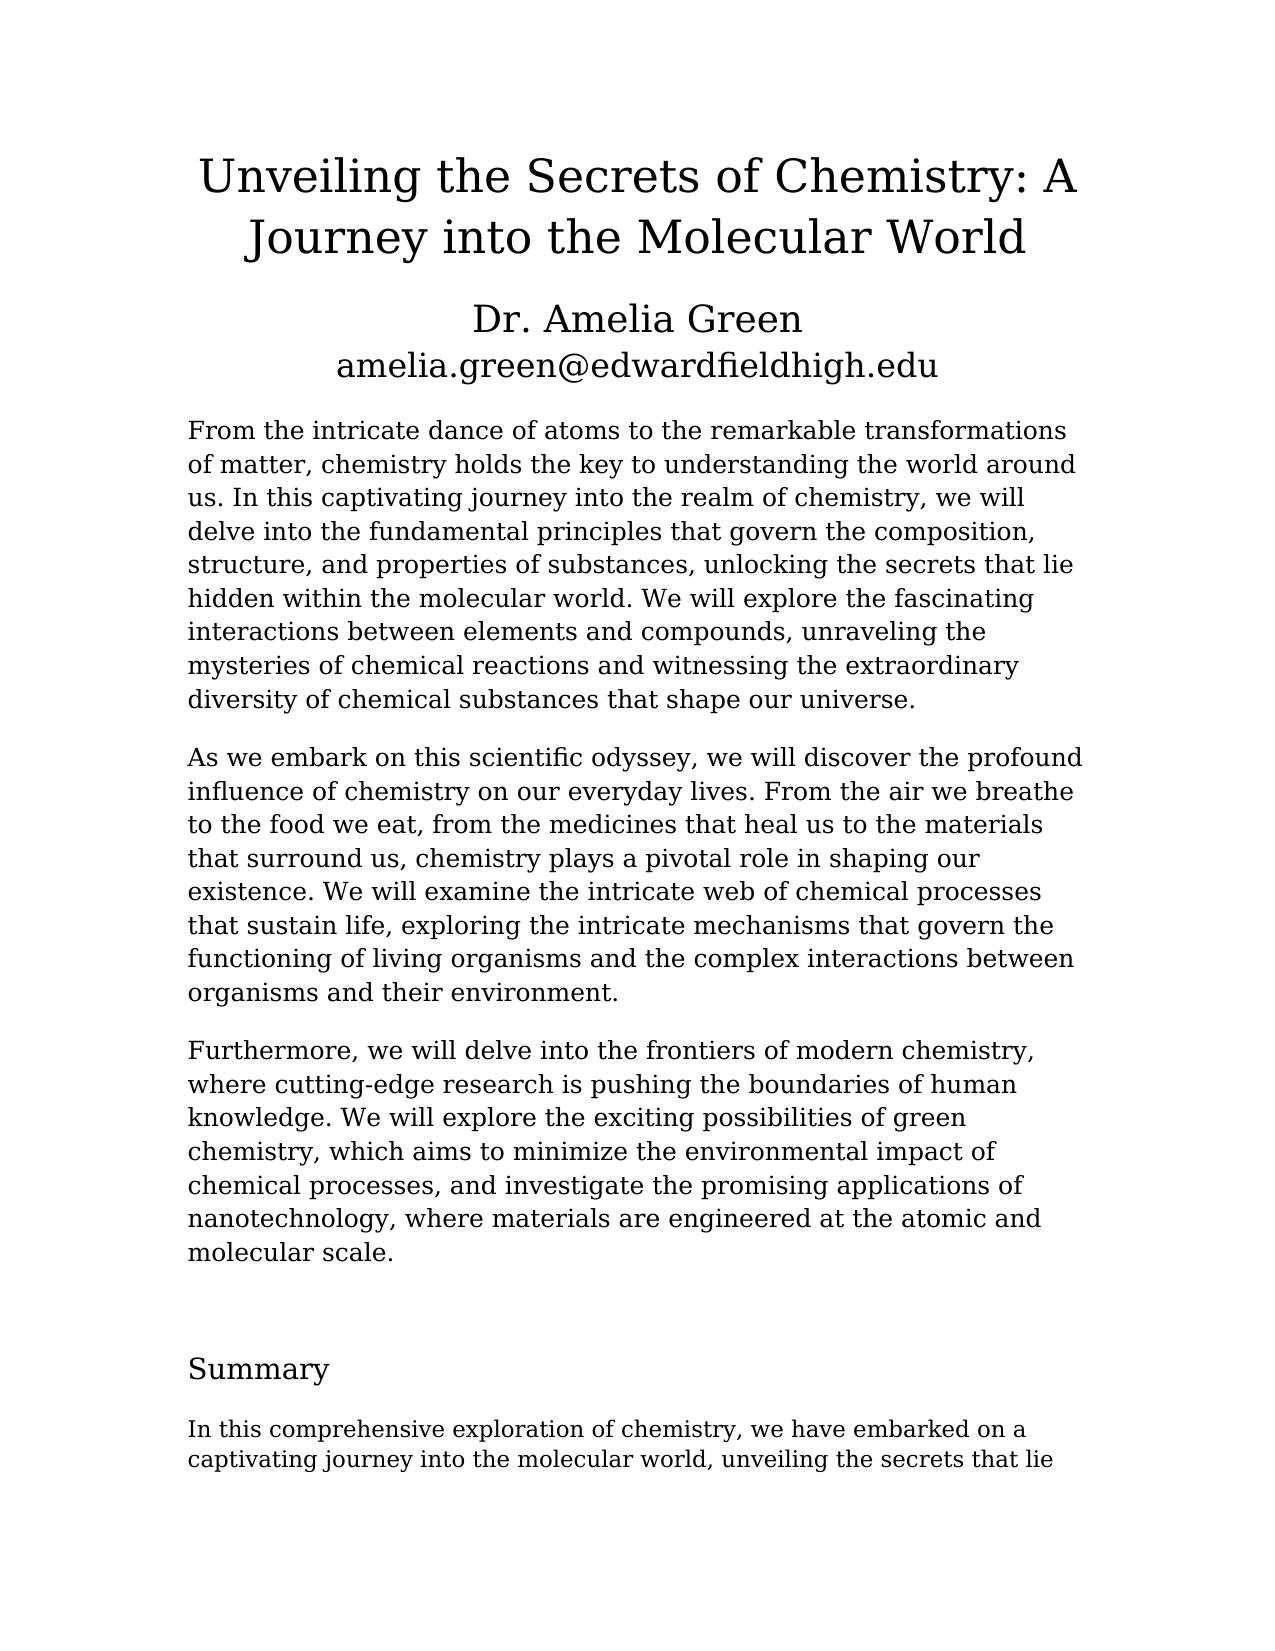 Unveiling the Secrets of Chemistry: A
Journey into the Molecular World
Dr. Amelia Green
amelia.green@edwardfieldhigh.edu
From the intricate dance of atoms to the remarkable transformations
of matter, chemistry holds the key to understanding the world around
us. In this captivating journey into the realm of chemistry, we will
delve into the fundamental principles that govern the composition,
structure, and properties of substances, unlocking the secrets that lie
hidden within the molecular world. We will explore the fascinating
interactions between elements and compounds, unraveling the
mysteries of chemical reactions and witnessing the extraordinary
diversity of chemical substances that shape our universe.
As we embark on this scientific odyssey, we will discover the profound
influence of chemistry on our everyday lives. From the air we breathe
to the food we eat, from the medicines that heal us to the materials
that surround us, chemistry plays a pivotal role in shaping our
existence. We will examine the intricate web of chemical processes
that sustain life, exploring the intricate mechanisms that govern the
functioning of living organisms and the complex interactions between
organisms and their environment.
Furthermore, we will delve into the frontiers of modern chemistry,
where cutting-edge research is pushing the boundaries of human
knowledge. We will explore the exciting possibilities of green
chemistry, which aims to minimize the environmental impact of
chemical processes, and investigate the promising applications of
nanotechnology, where materials are engineered at the atomic and
molecular scale.
Summary
In this comprehensive exploration of chemistry, we have embarked on a
captivating journey into the molecular world, unveiling the secrets that lie